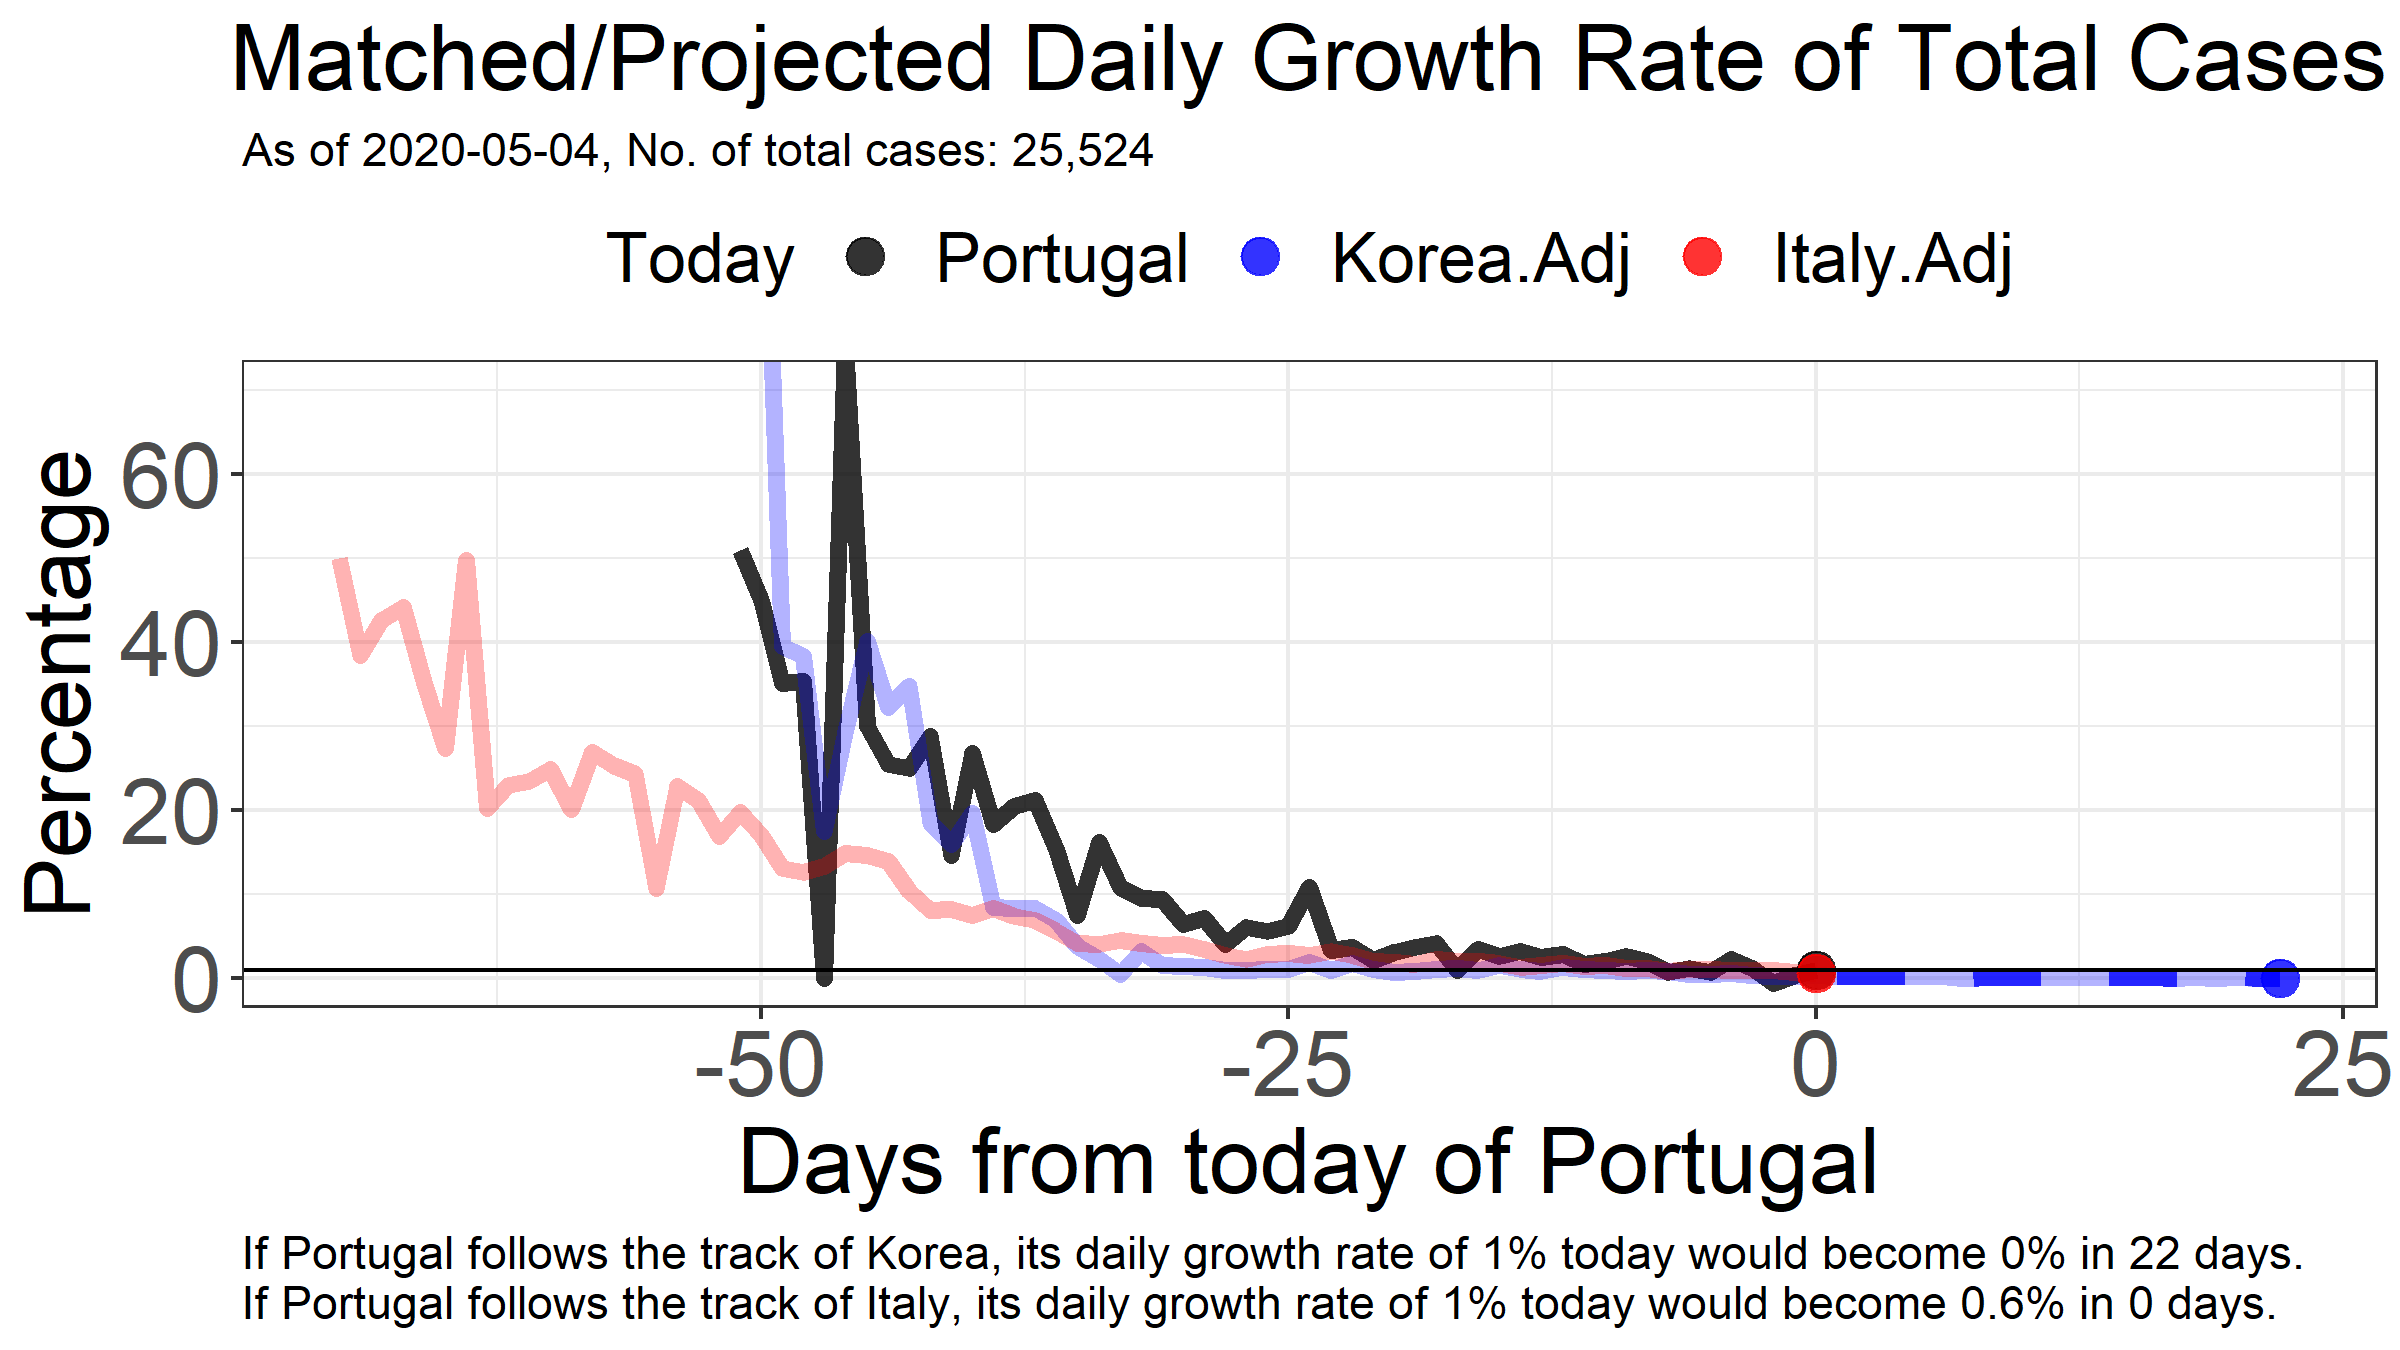 Matched/Projected Daily Growth Rate of Total Cases
As of 2020-05-04, No. of total cases: 25,524
Today Portugal Korea.Adj Italy.Adj
Percentage
60
40
20
0
-50 -25 0 25
Days from today of Portugal
If Portugal follows the track of Korea, its daily growth rate of 1% today would become 0% in 22 days.
If Portugal follows the track of Italy, its daily growth rate of 1% today would become 0.6% in 0 days.